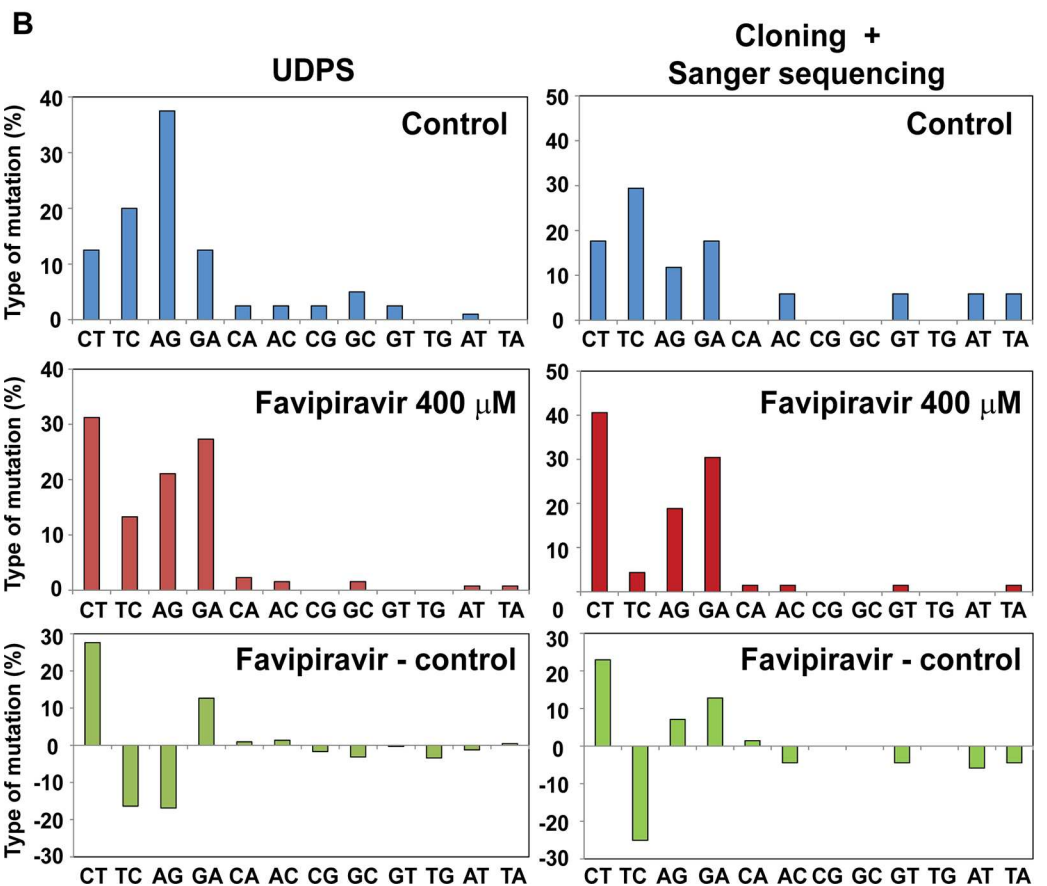 B
UDPS
Cloning +
Sanger sequencing
Type of mutation (%)
40
30
20
10
0
Control
CT TC AG GA CA AC CG GC GT TG AT TA
50
40
30
20
10
0
Control
CT TC AG GA CA AC CG GC GT TG AT TA
Type of mutation (%)
40
30
20
10
0
Favipiravir 400 μM
CT TC AG GA CA AC CG GC GT TG AT TA
50
40
30
20
10
0
Favipiravir 400 μM
CT TC AG GA CA AC CG GC GT TG AT TA
Type of mutation (%)
30
20
10
0
-10
-20
-30
Favipiravir - control
CT TC AG GA CA AC CG GC GT TG AT TA
30
20
10
0
-10
-20
-30
Favipiravir - control
CT TC AG GA CA AC CG GC GT TG AT TA